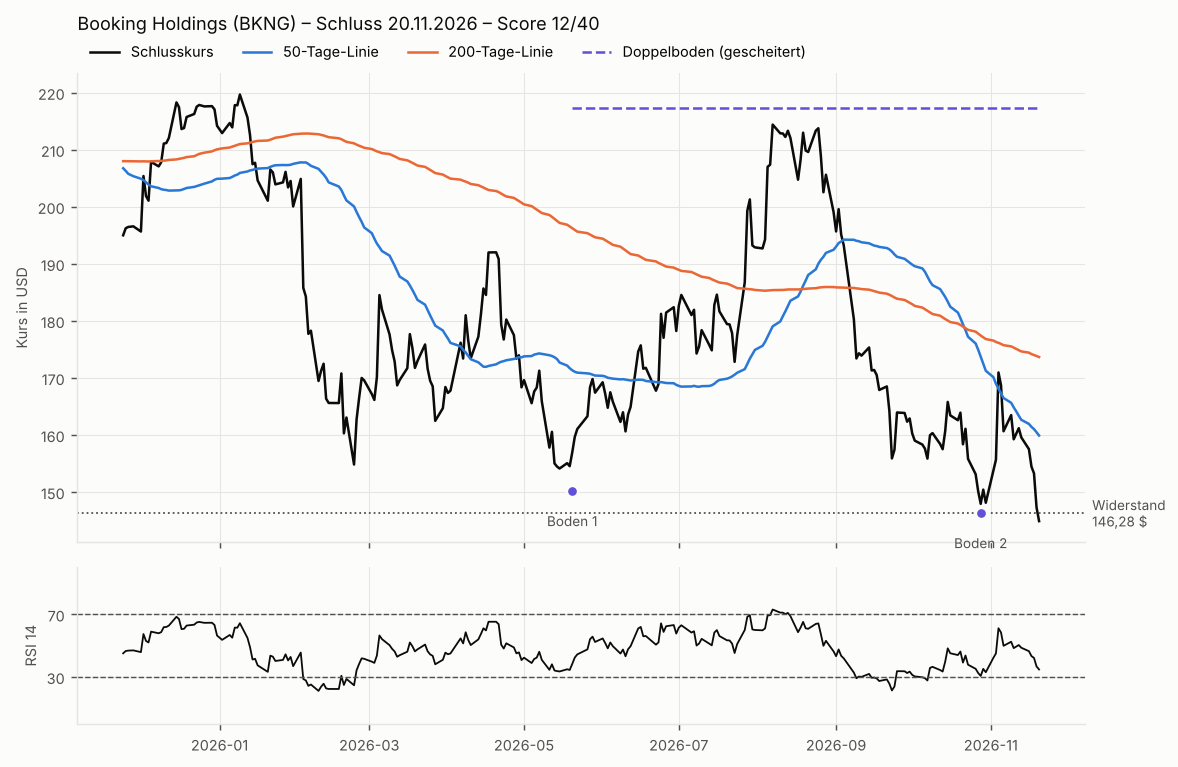 Booking Holdings (BKNG) – Schluss 20.11.2026 – Score 12/40
Schlusskurs 50-Tage-Linie 200-Tage-Linie Doppelboden (gescheitert)
Kurs in USD
220
210
200
190
180
170
160
150
Widerstand
146,28 $
Boden 1
Boden 2
RSI 14
70
30
2026-01 2026-03 2026-05 2026-07 2026-09 2026-11